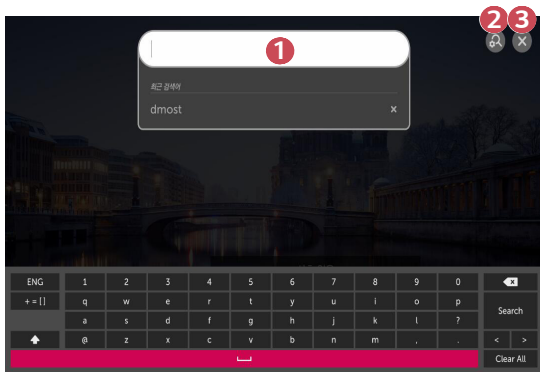 2 3
1
최근 검색어
dmost x
ENG 1 2 3 4 5 6 7 8 9 0 x
+ = [ ] q w e r t y u i o p Search
a s d f g h j k l ?
@ z x c v b n m , . < >
Clear All